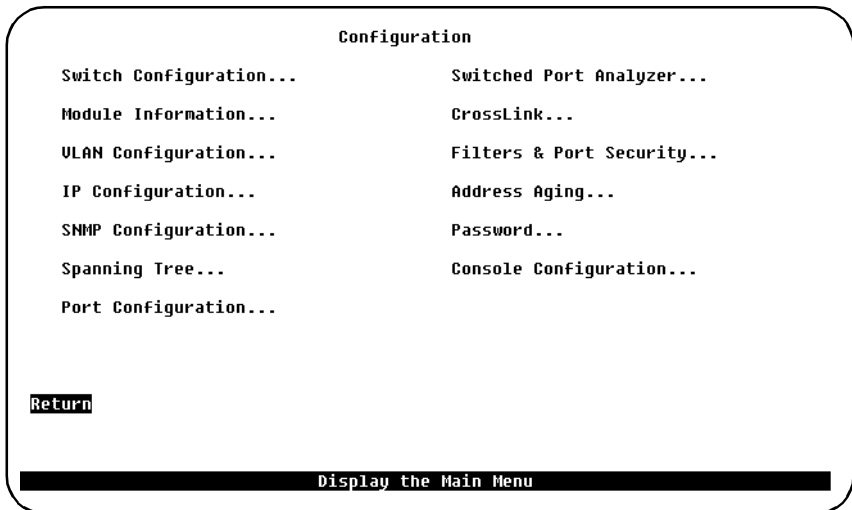 Configuration
Switch Configuration... Switched Port Analyzer...
Module Information... CrossLink...
VLAN Configuration... Filters & Port Security...
IP Configuration... Address Aging...
SNMP Configuration... Password...
Spanning Tree... Console Configuration...
Port Configuration...
Return
Display the Main Menu